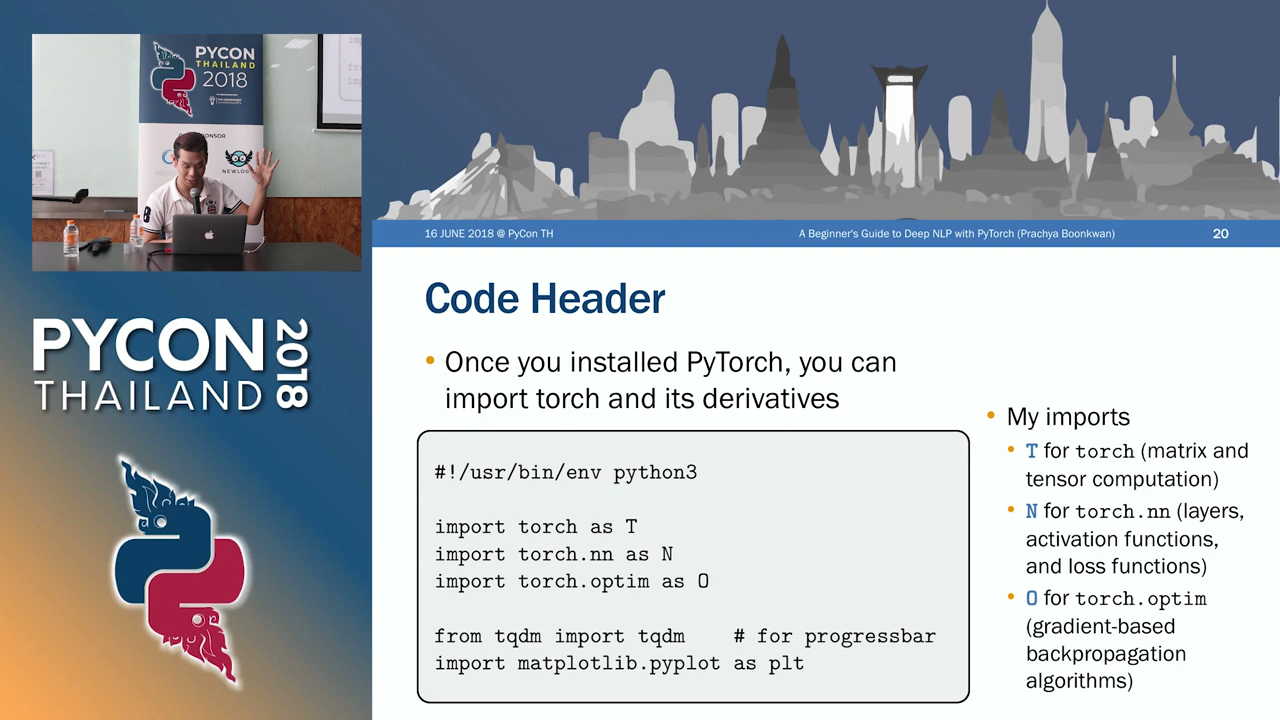 PYCON
THAILAND
2018
SPONSOR
NEWLOG
PYCON
THAILAND
2018
16 JUNE 2018 @ PyCon TH
A Beginner's Guide to Deep NLP with PyTorch (Prachya Boonkwan)
20
Code Header
• Once you installed PyTorch, you can
import torch and its derivatives
#!/usr/bin/env python3
import torch as T
import torch.nn as N
import torch.optim as O
from tqdm import tqdm # for progressbar
import matplotlib.pyplot as plt
• My imports
• T for torch (matrix and
tensor computation)
• N for torch.nn (layers,
activation functions,
and loss functions)
• O for torch.optim
(gradient-based
backpropagation
algorithms)